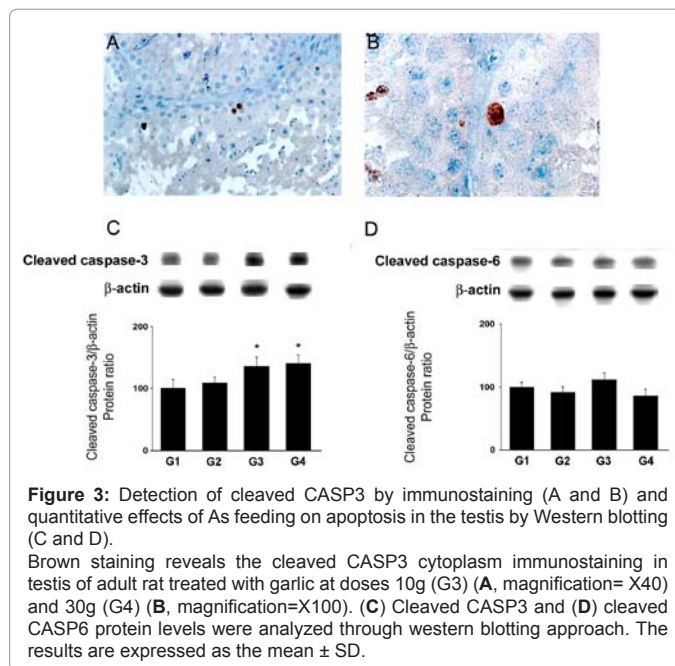 A
B
C
D
Cleaved caspase-3
β-actin
Cleaved caspase-3/β-actin
Protein ratio
200
100
0
*
*
G1 G2 G3 G4
Cleaved caspase-6
β-actin
Cleaved caspase-6/β-actin
Protein ratio
200
100
0
G1 G2 G3 G4
Figure 3: Detection of cleaved CASP3 by immunostaining (A and B) and
quantitative effects of As feeding on apoptosis in the testis by Western blotting
(C and D).
Brown staining reveals the cleaved CASP3 cytoplasm immunostaining in
testis of adult rat treated with garlic at doses 10g (G3) (A, magnification= X40)
and 30g (G4) (B, magnification=X100). (C) Cleaved CASP3 and (D) cleaved
CASP6 protein levels were analyzed through western blotting approach. The
results are expressed as the mean ± SD.